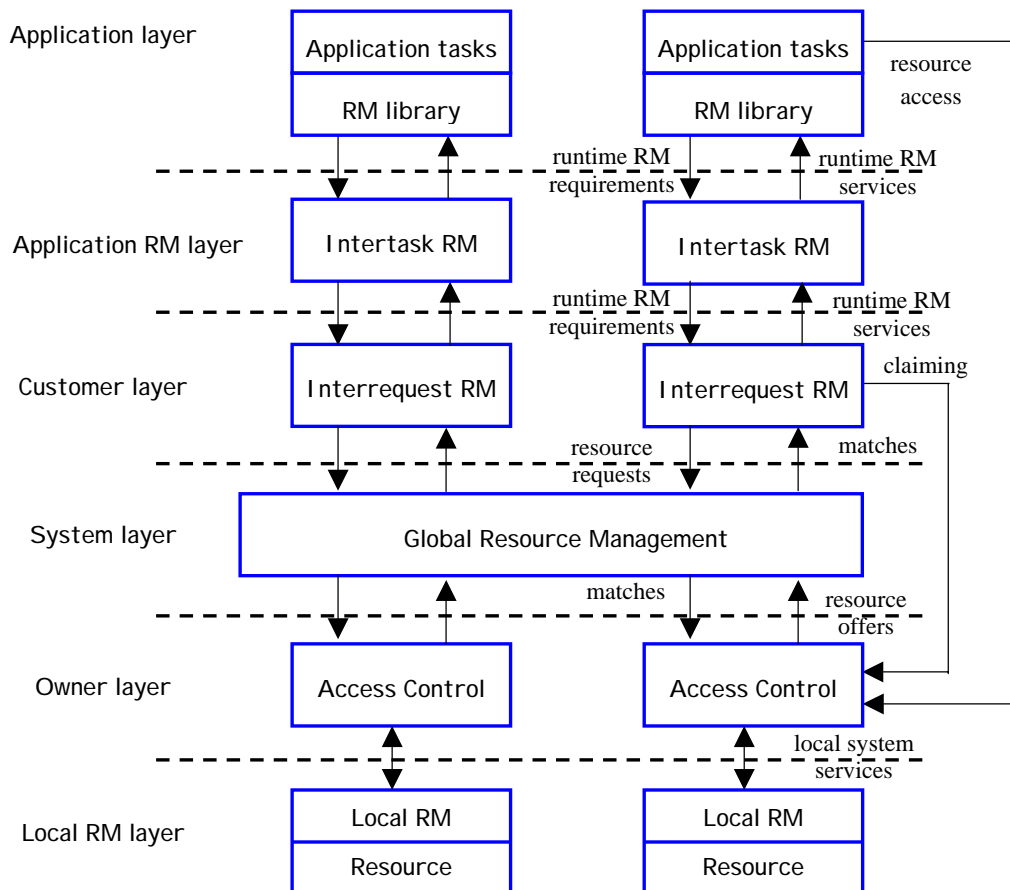 Application layer
Application tasks
Application tasks
resource
access
RM library
RM library
runtime RM
requirements
runtime RM
services
Application RM layer
Intertask RM
Intertask RM
runtime RM
requirements
runtime RM
services
Customer layer
Interrequest RM
Interrequest RM
claiming
resource
requests
matches
System layer
Global Resource Management
matches
resource
offers
Owner layer
Access Control
Access Control
local system
services
Local RM layer
Local RM
Local RM
Resource
Resource